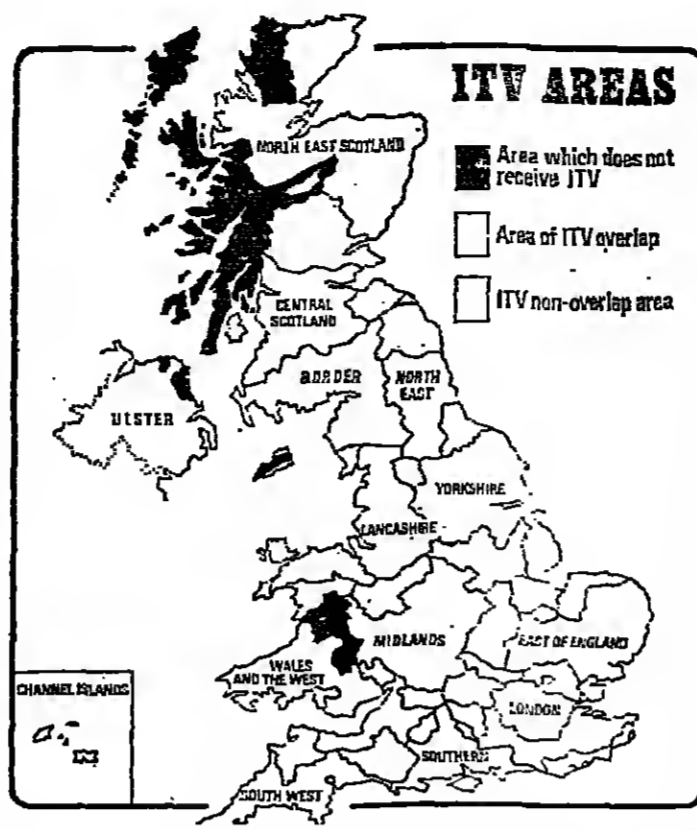 ITV AREAS
Area which does not
receive ITV
Area of ITV overlap
ITV non-overlap area
NORTH EAST SCOTLAND
CENTRAL
SCOTLAND
BORDER
NORTH
EAST
ULSTER
YORKSHIRE
LANCASHIRE
MIDLANDS
EAST OF ENGLAND
WALES
AND THE WEST
CHANNEL ISLANDS
LONDON
SOUTHERN
SOUTH WEST